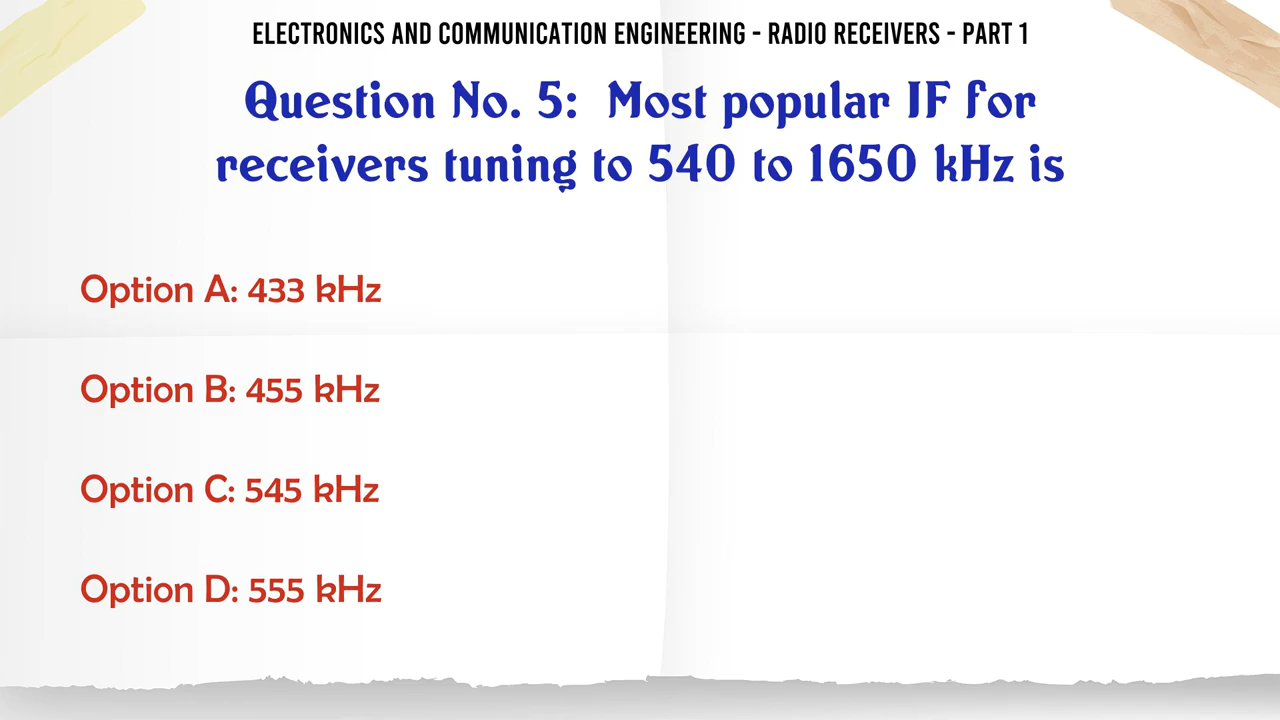 ELECTRONICS AND COMMUNICATION ENGINEERING - RADIO RECEIVERS - PART 1
Question No. 5: Most popular IF for
receivers tuning to 540 to 1650 kHz is
Option A: 433 kHz
Option B: 455 kHz
Option C: 545 kHz
Option D: 555 kHz